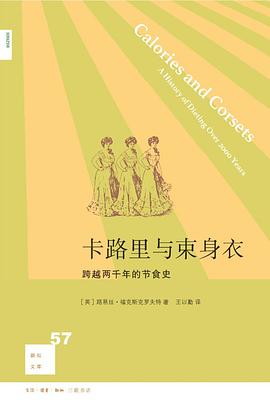 Calories and Corsets
A History of Dieting Over 2000 Years
卡路里与束身衣
跨越两千年的节食史
[英] 路易丝·福克斯克罗夫特 著 王以勤 译
57
新知
文库
生活·讀書·新知 三联书店